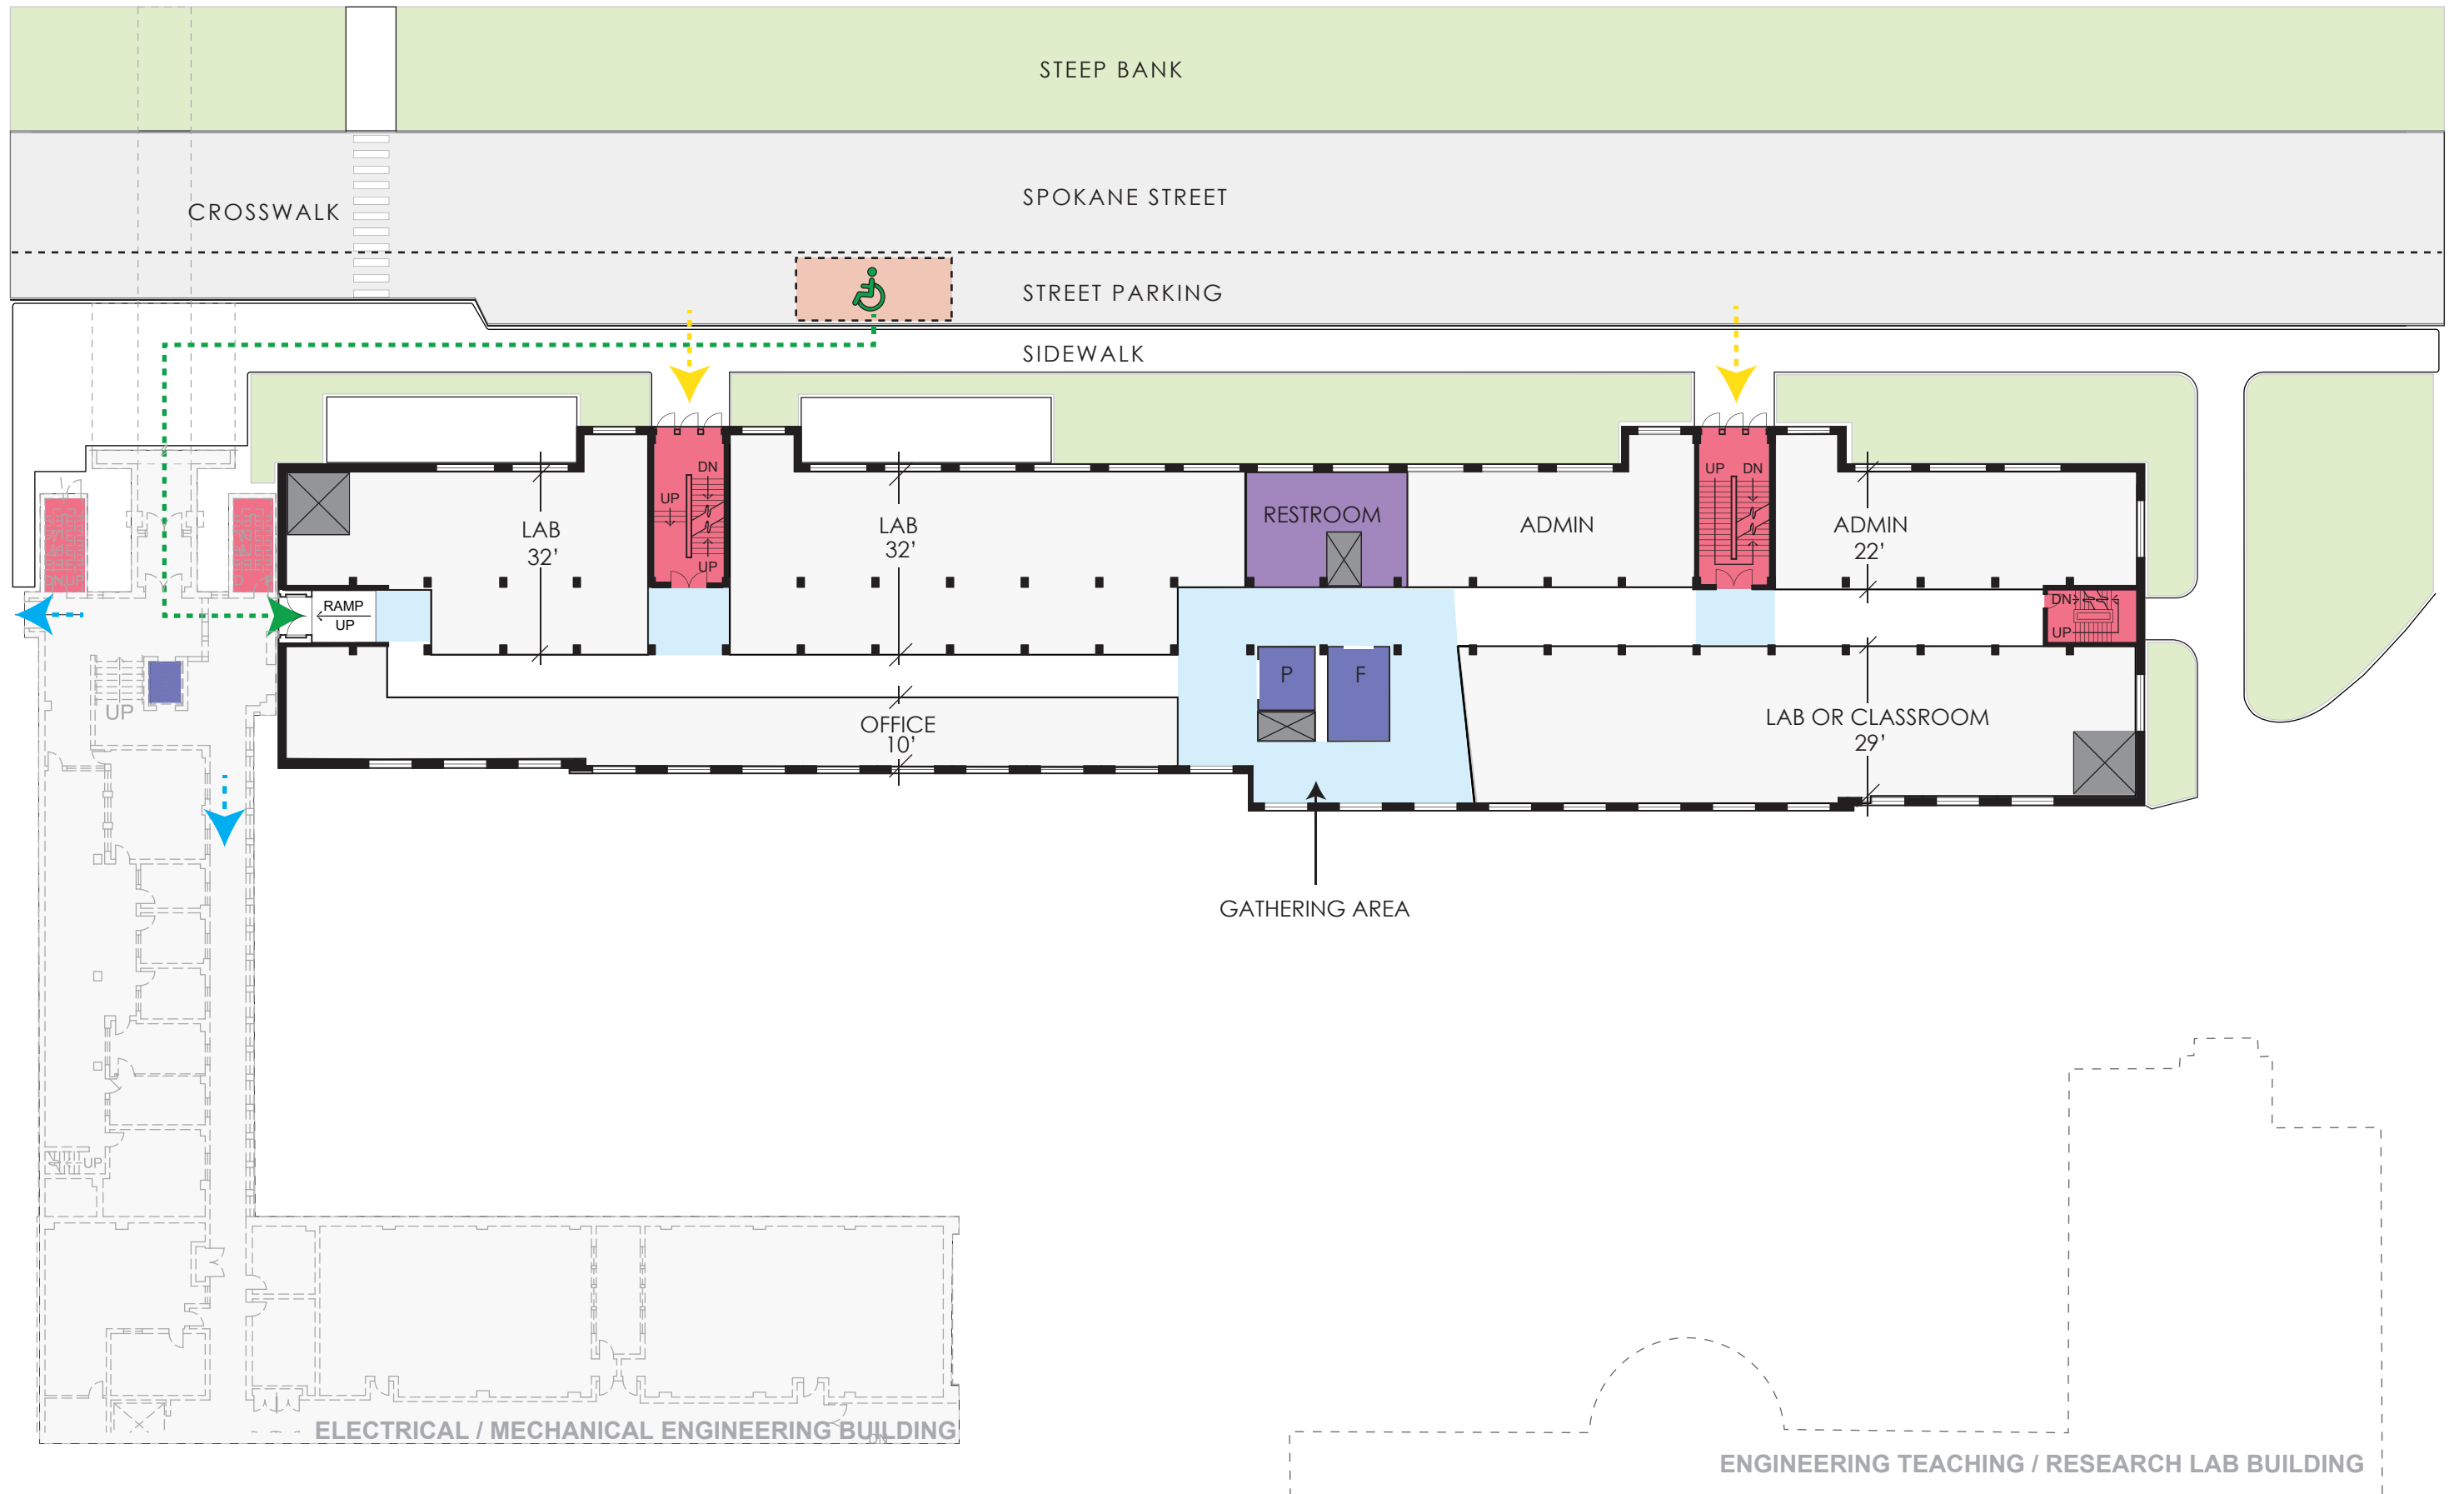 STEEP BANK
SPOKANE STREET
CROSSWALK
STREET PARKING
SIDEWALK
DN
UP
UP
LAB
32'
LAB
32'
RESTROOM
ADMIN
UP DN
ADMIN
22'
UP
RAMP
UP
DN
UP
P
F
UP
OFFICE
10'
LAB OR CLASSROOM
29'
GATHERING AREA
UP
ELECTRICAL / MECHANICAL ENGINEERING BUILDING
DN
ENGINEERING TEACHING / RESEARCH LAB BUILDING